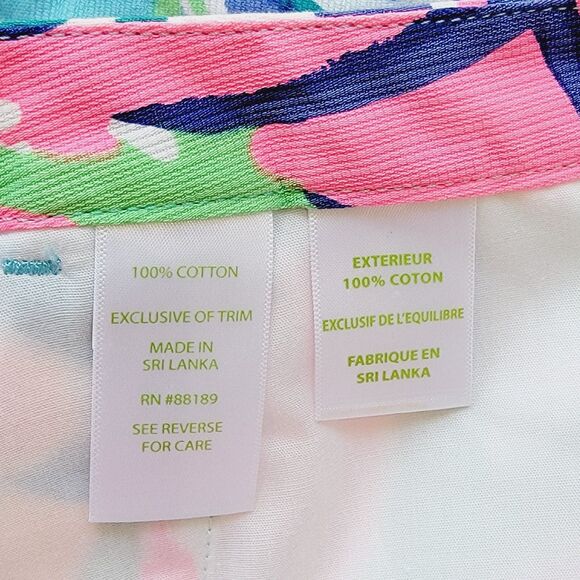 100% COTTON
EXCLUSIVE OF TRIM
MADE IN
SRI LANKA
RN #88189
SEE REVERSE
FOR CARE
EXTERIEUR
100% COTON
EXCLUSIF DE L'EQUILIBRE
FABRIQUE EN
SRI LANKA